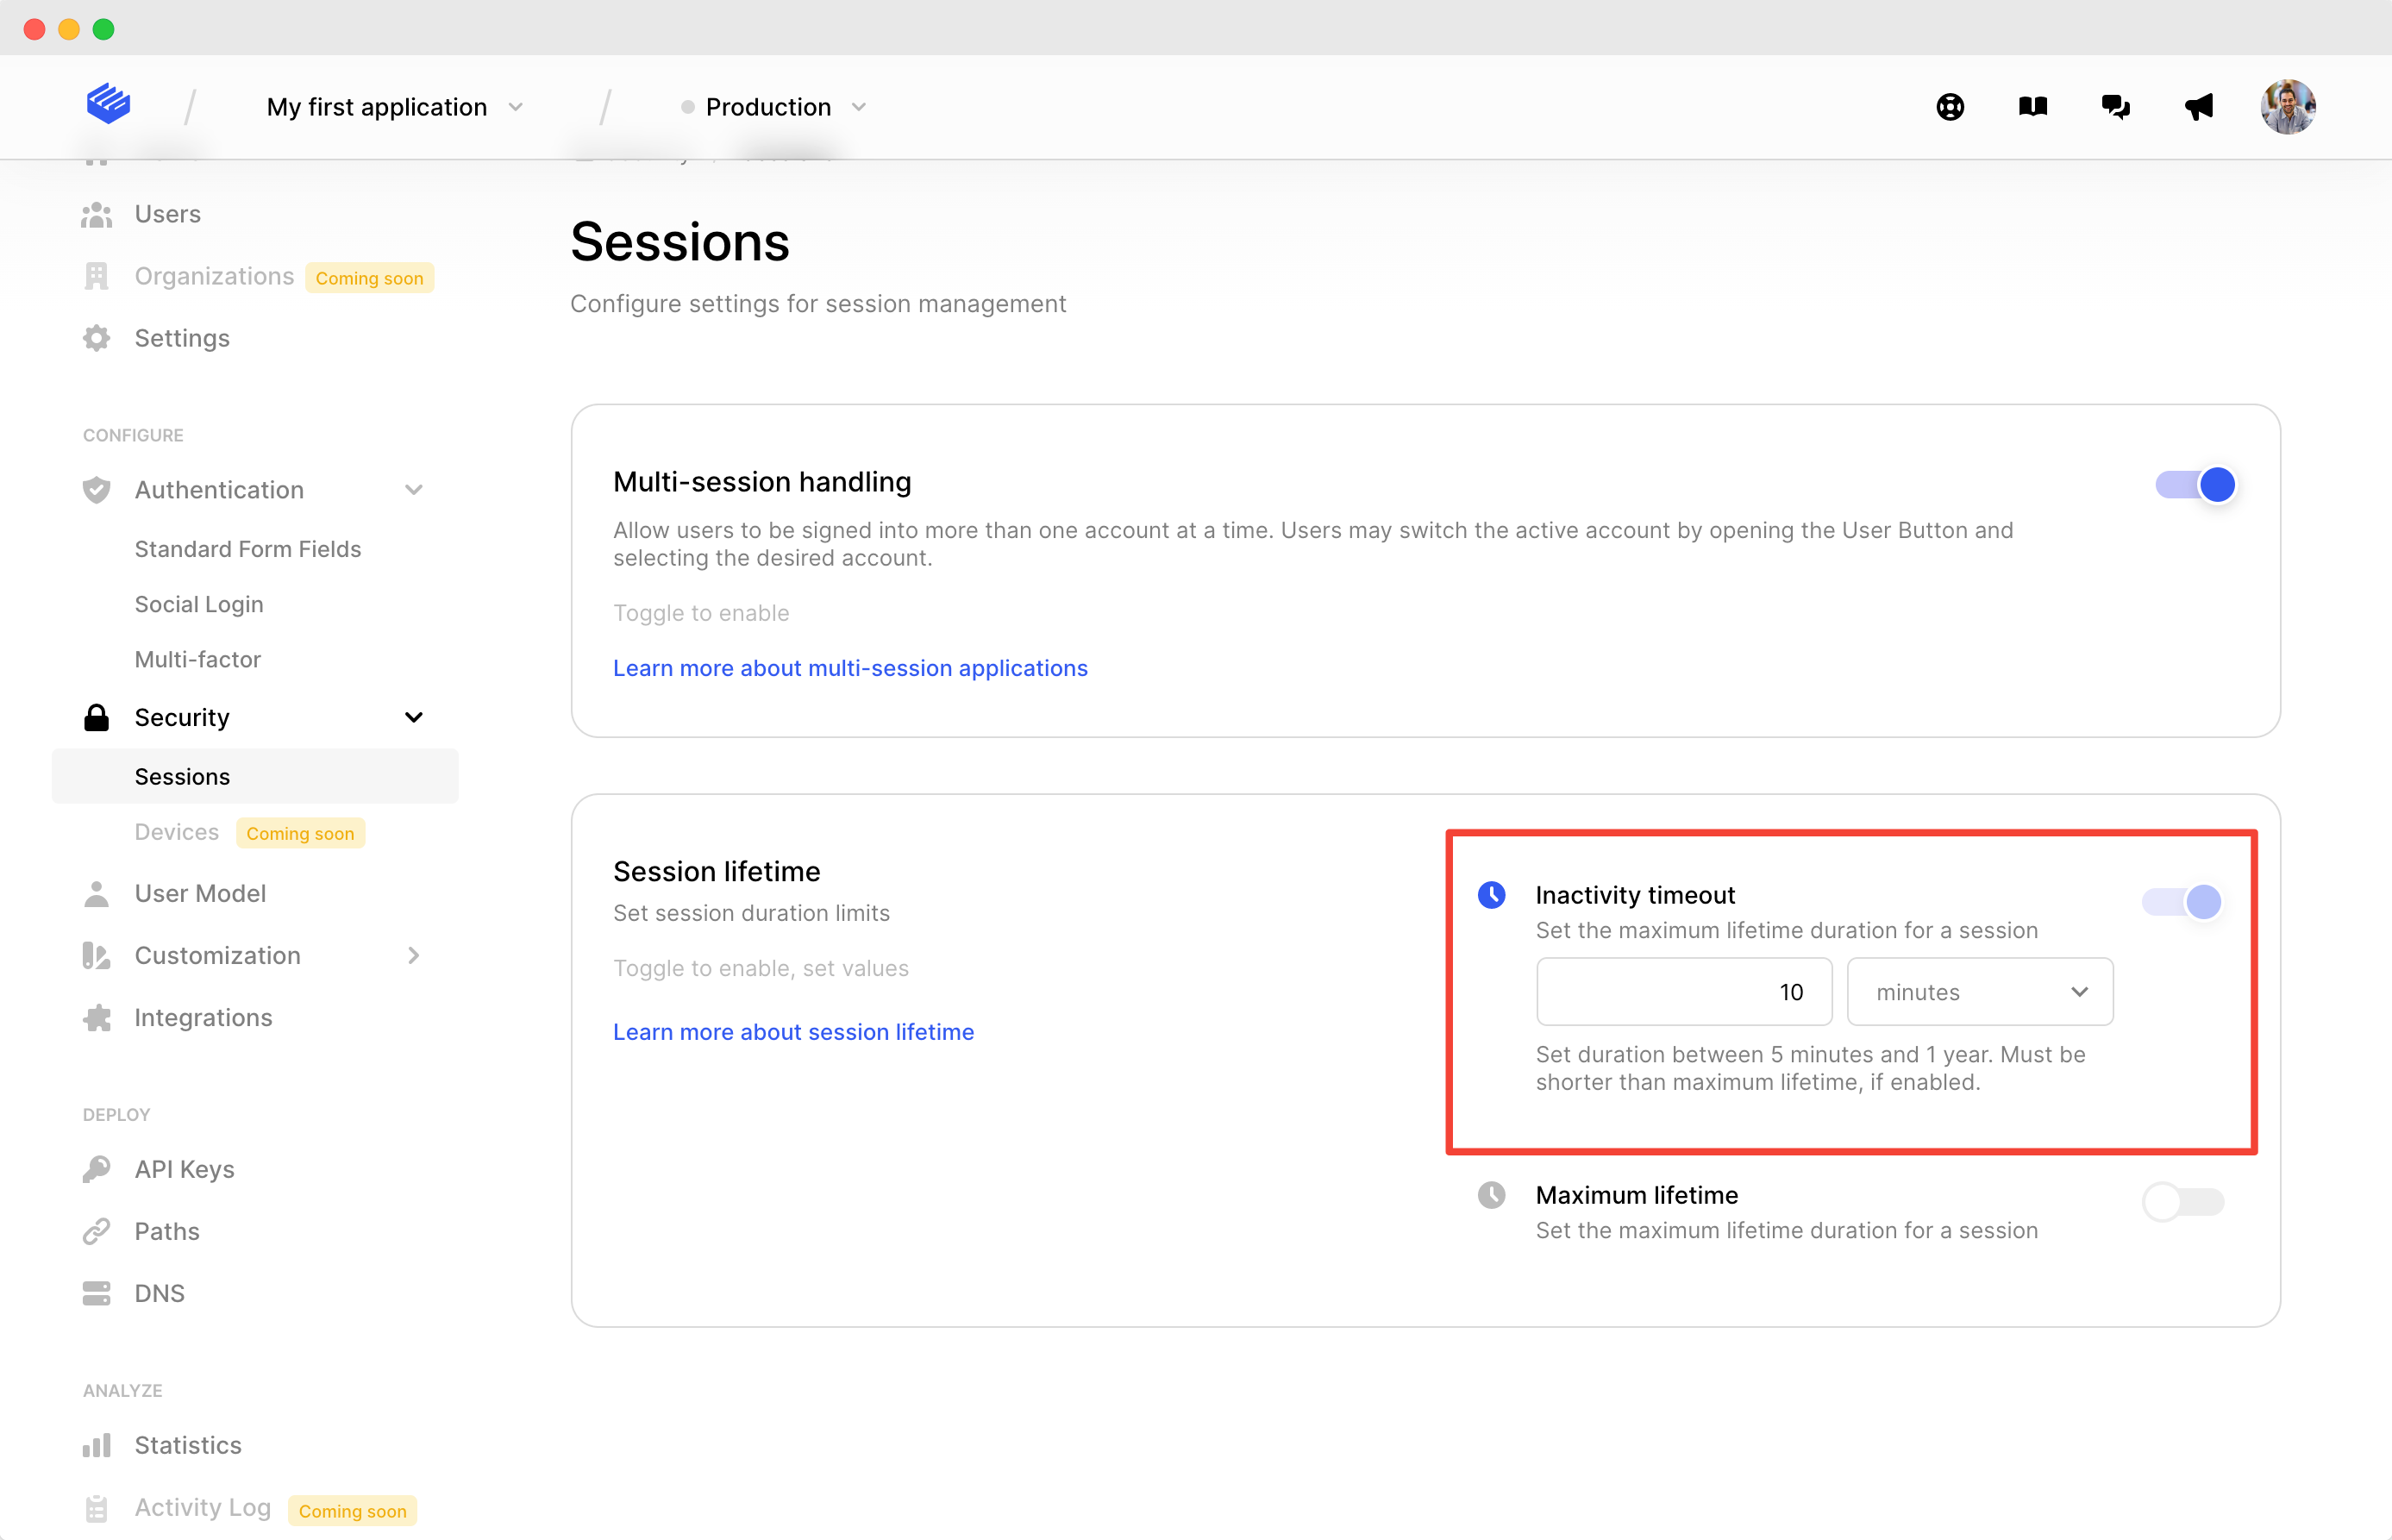 My first application
Production
Users
Organizations Coming soon
Settings
CONFIGURE
Authentication
Standard Form Fields
Social Login
Multi-factor
Security
Sessions
Devices Coming soon
User Model
Customization
Integrations
DEPLOY
API Keys
Paths
DNS
ANALYZE
Statistics
Activity Log Coming soon
Sessions
Configure settings for session management
Multi-session handling
Allow users to be signed into more than one account at a time. Users may switch the active account by opening the User Button and
selecting the desired account.
Toggle to enable
Learn more about multi-session applications
Session lifetime
Set session duration limits
Toggle to enable, set values
Learn more about session lifetime
Inactivity timeout
Set the maximum lifetime duration for a session
10 minutes
Set duration between 5 minutes and 1 year. Must be
shorter than maximum lifetime, if enabled.
Maximum lifetime
Set the maximum lifetime duration for a session